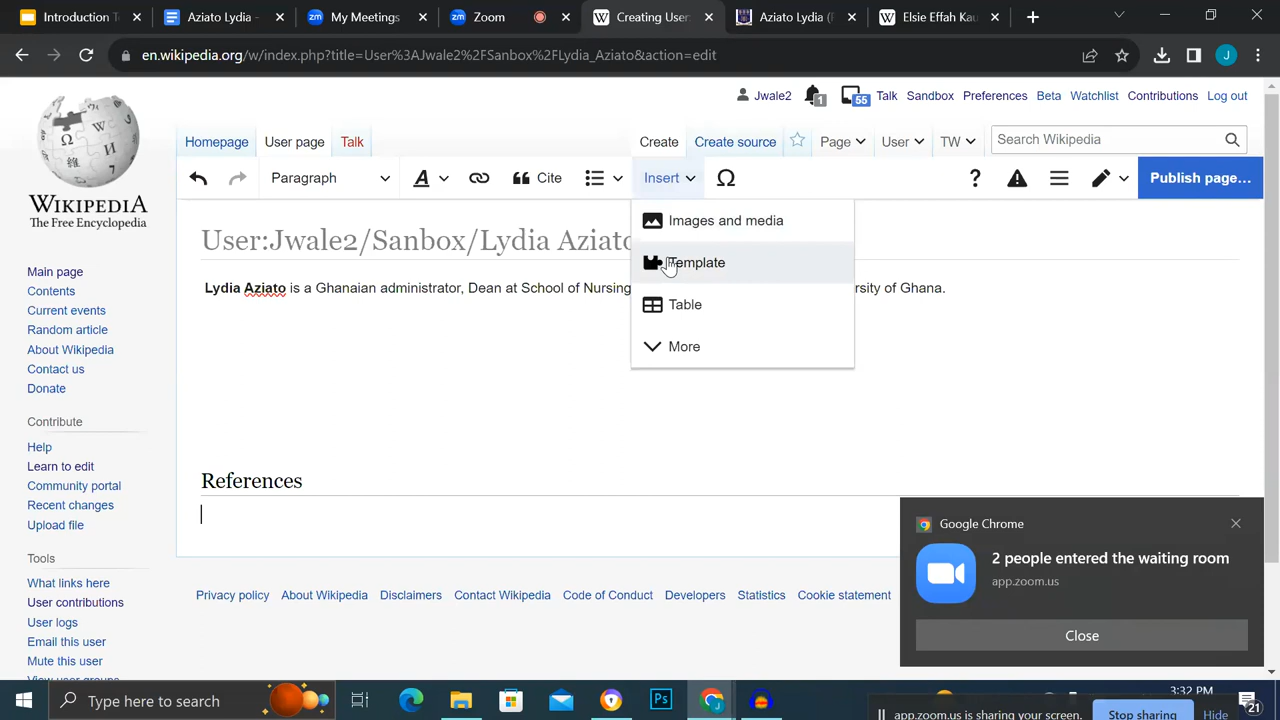 Introduction T
Aziato Lydia -
My Meetings
Zoom
Creating Use
Aziato Lydia (F
Elsie Effah Kau
en.wikipedia.org/w/index.php?title=User%3AJwale2%2FSanbox%2FLydia_Aziato&action=edit
J
Jwale2 1 55 Talk Sandbox Preferences Beta Watchlist Contributions Log out
Homepage User page Talk Create Create source Page User TW Search Wikipedia
Paragraph A Cite Insert Ω ? Publish page...
WIKIPEDIA
The Free Encyclopedia
Images and media
Template
Table
More
User:Jwale2/Sanbox/Lydia Aziato
Lydia Aziato is a Ghanaian administrator, Dean at School of Nursing rsity of Ghana.
References
Main page
Contents
Current events
Random article
About Wikipedia
Contact us
Donate
Contribute
Help
Learn to edit
Community portal
Recent changes
Upload file
Tools
What links here
User contributions
User logs
Email this user
Mute this user
Privacy policy About Wikipedia Disclaimers Contact Wikipedia Code of Conduct Developers Statistics Cookie statement
Google Chrome
2 people entered the waiting room
app.zoom.us
Close
Type here to search
3:32 PM
21
app.zoom.us is sharing your screen. Stop sharing Hide